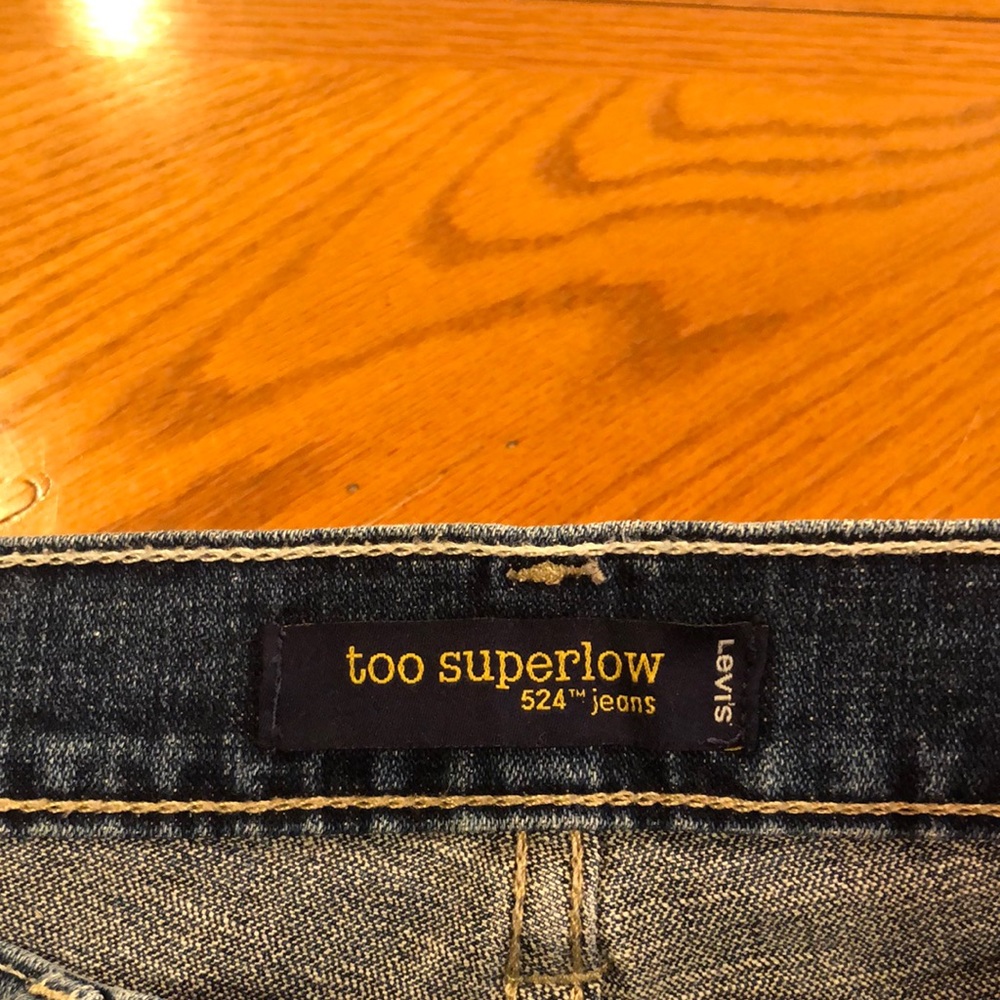 too superlow
524™ jeans
LEVI'S